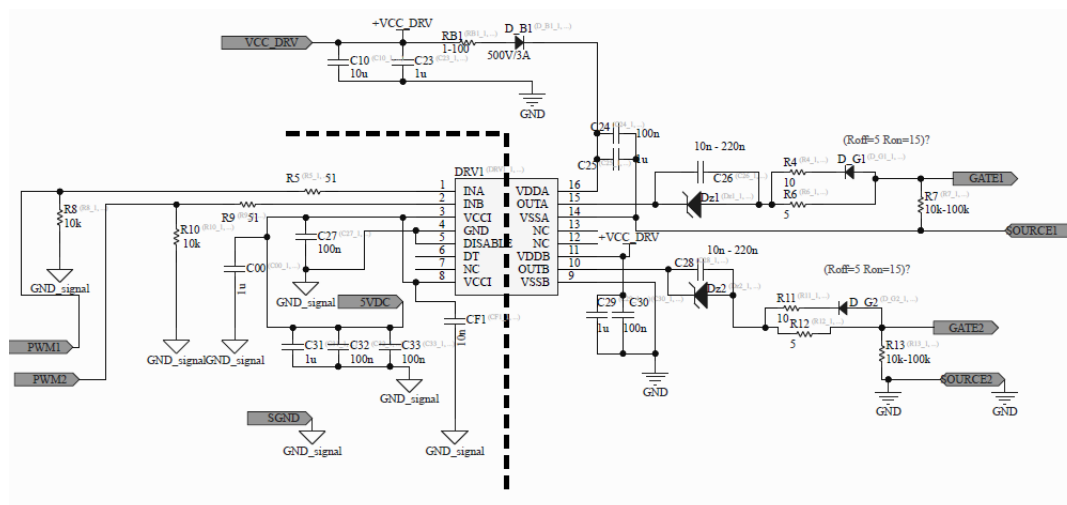 +VCC_DRV
VCC_DRV
RB1
1-100
D_B1
500V/3A
C10
10u
C23
1u
GND
C24
100n
C25
1u
10n - 220n
C26
(Roff=5 Ron=15)?
R4
10
D_G1
GATE1
R6
5
R7
10k-100k
SOURCE1
DRV1
R5 51
R8
10k
R9 51
R10
10k
1 INA VDDA 16
2 INB OUTA 15
3 VCCI VSSA 14
4 GND NC 13
5 DISABLE NC 12
6 DT VDDB 11
7 NC OUTB 10
8 VCCI VSSB 9
Dz1
+VCC_DRV
10n - 220n
C28
Dz2
C27
100n
C00
1u
GND_signal
GND_signal
5VDC
CF1
10n
C29
1u
C30
100n
(Roff=5 Ron=15)?
R11
10
D_G2
R12
5
GATE2
R13
10k-100k
PWM1
PWM2
GND_signal
GND_signal
C31
1u
C32
100n
C33
100n
GND_signal
GND
SOURCE2
GND
GND
SGND
GND_signal
GND_signal